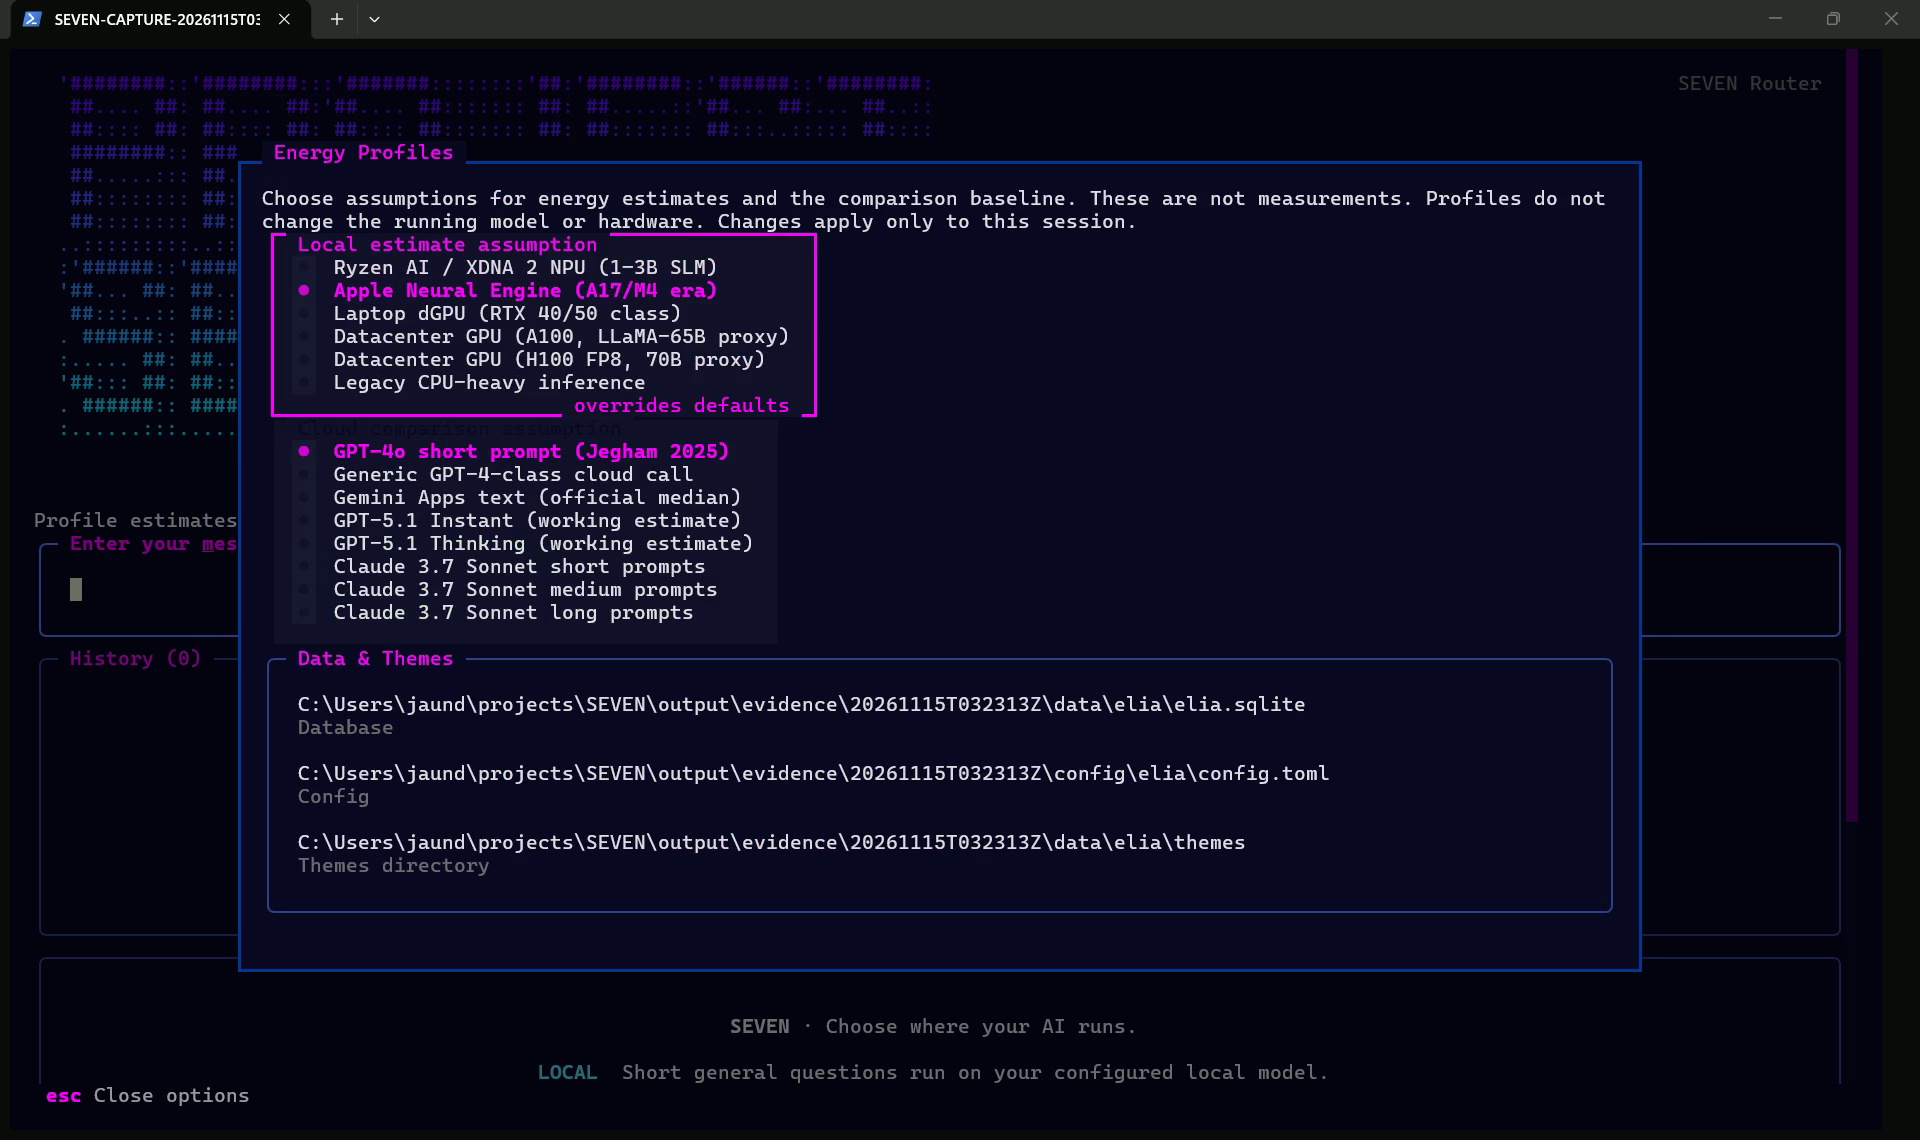 SEVEN-CAPTURE-20261115T03
'########::'########:::'#######::::::::'##:'########::'######::'########:
SEVEN Router
##.... ##: ##.... ##:'##.... ##::::::: ##: ##.....::'##... ##:... ##..::
##:::: ##: ##:::: ##: ##:::: ##::::::: ##: ##::::::: ##:::..::::: ##::::
########:: ###
Energy Profiles
##.....::: ##.
##:::::::: ##:
Choose assumptions for energy estimates and the comparison baseline. These are not measurements. Profiles do not
##:::::::: ##:
change the running model or hardware. Changes apply only to this session.
..:::::::::..::
Local estimate assumption
:'######::'####
Ryzen AI / XDNA 2 NPU (1-3B SLM)
'##... ##: ##..
Apple Neural Engine (A17/M4 era)
##:::..:: ##::
Laptop dGPU (RTX 40/50 class)
. ######:: ####
Datacenter GPU (A100, LLaMA-65B proxy)
:..... ##: ##..
Datacenter GPU (H100 FP8, 70B proxy)
'##::: ##: ##::
Legacy CPU-heavy inference
. ######:: ####
overrides defaults
:......:::.....
Cloud comparison assumption
GPT-4o short prompt (Jegham 2025)
Generic GPT-4-class cloud call
Gemini Apps text (official median)
Profile estimates
GPT-5.1 Instant (working estimate)
Enter your mes
GPT-5.1 Thinking (working estimate)
Claude 3.7 Sonnet short prompts
Claude 3.7 Sonnet medium prompts
Claude 3.7 Sonnet long prompts
History (0)
Data & Themes
C:\Users\jaund\projects\SEVEN\output\evidence\20261115T032313Z\data\elia\elia.sqlite
Database
C:\Users\jaund\projects\SEVEN\output\evidence\20261115T032313Z\config\elia\config.toml
Config
C:\Users\jaund\projects\SEVEN\output\evidence\20261115T032313Z\data\elia\themes
Themes directory
SEVEN · Choose where your AI runs.
LOCAL Short general questions run on your configured local model.
esc Close options